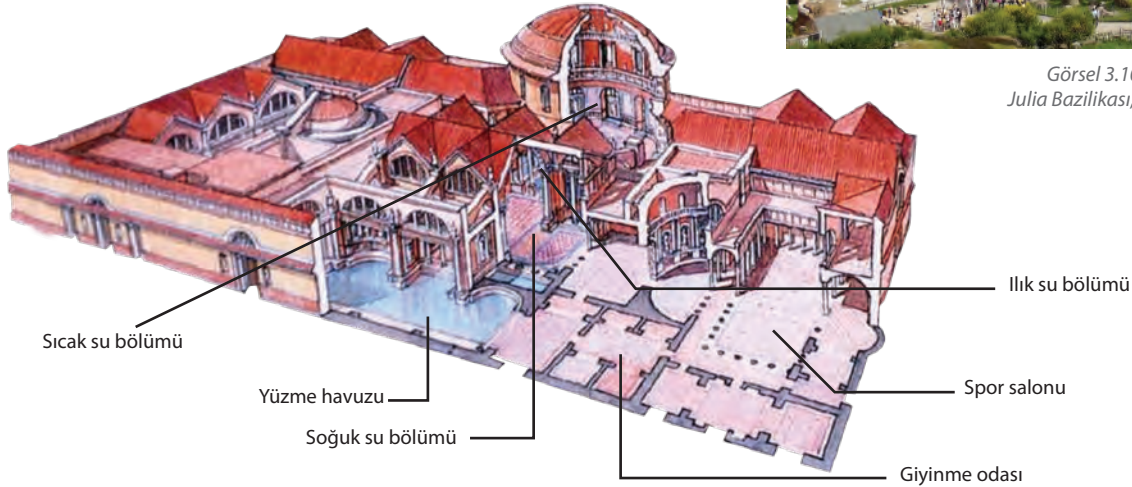 Görsel 3.10
Julia Bazilikası,
Ilık su bölümü
Sıcak su bölümü
Yüzme havuzu
Spor salonu
Soğuk su bölümü
Giyinme odası